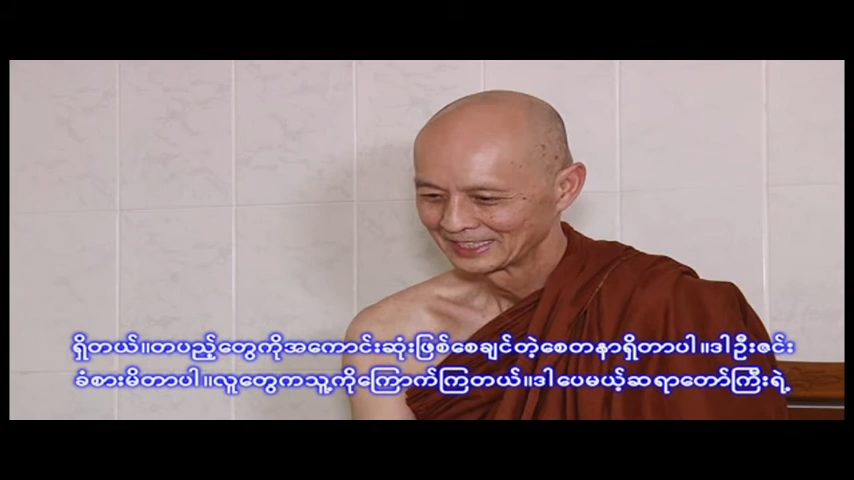 ရှိတယ်။တပည့်တွေကိုအကောင်းဆုံးဖြစ်စေချင်တဲ့စေတနာရှိတာပါ။ဒါဦးဇင်း
ခံစားမိတာပါ။လူတွေကသူ့ကိုကြောက်ကြတယ်။ဒါပေမယ့်ဆရာတော်ကြီးရဲ့